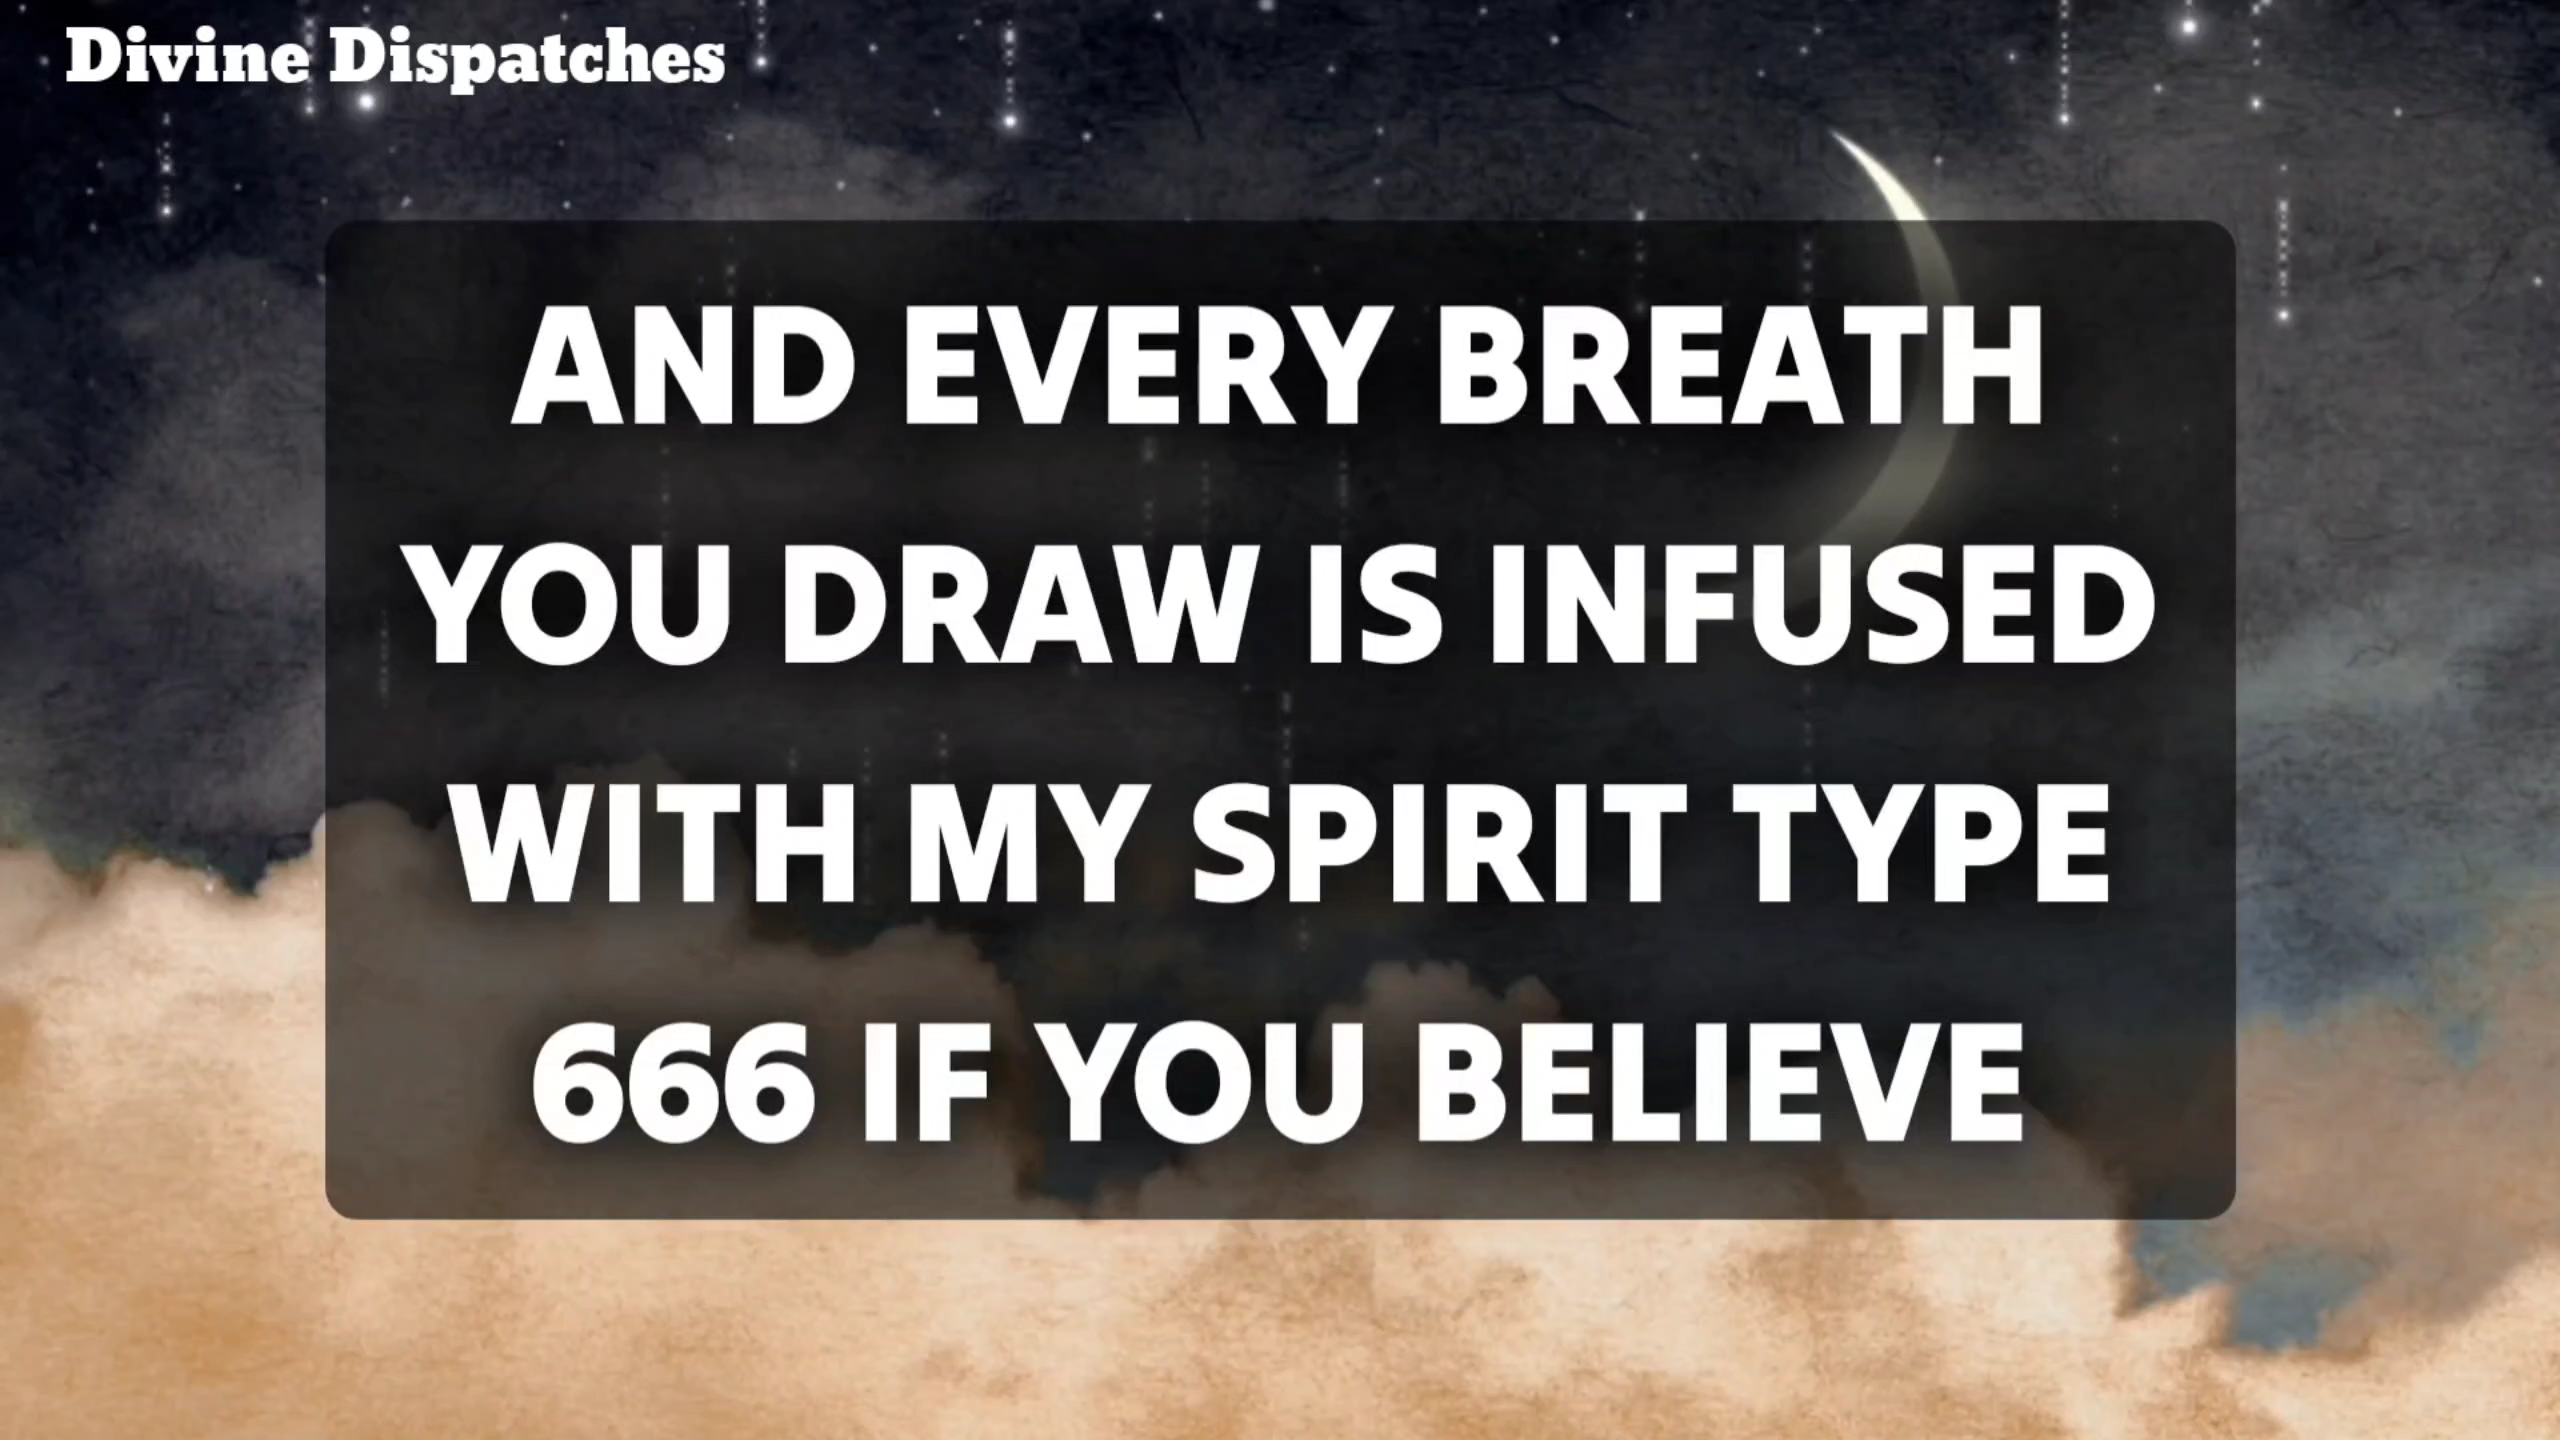 Divine Dispatches
AND EVERY BREATH
YOU DRAW IS INFUSED
WITH MY SPIRIT TYPE
666 IF YOU BELIEVE